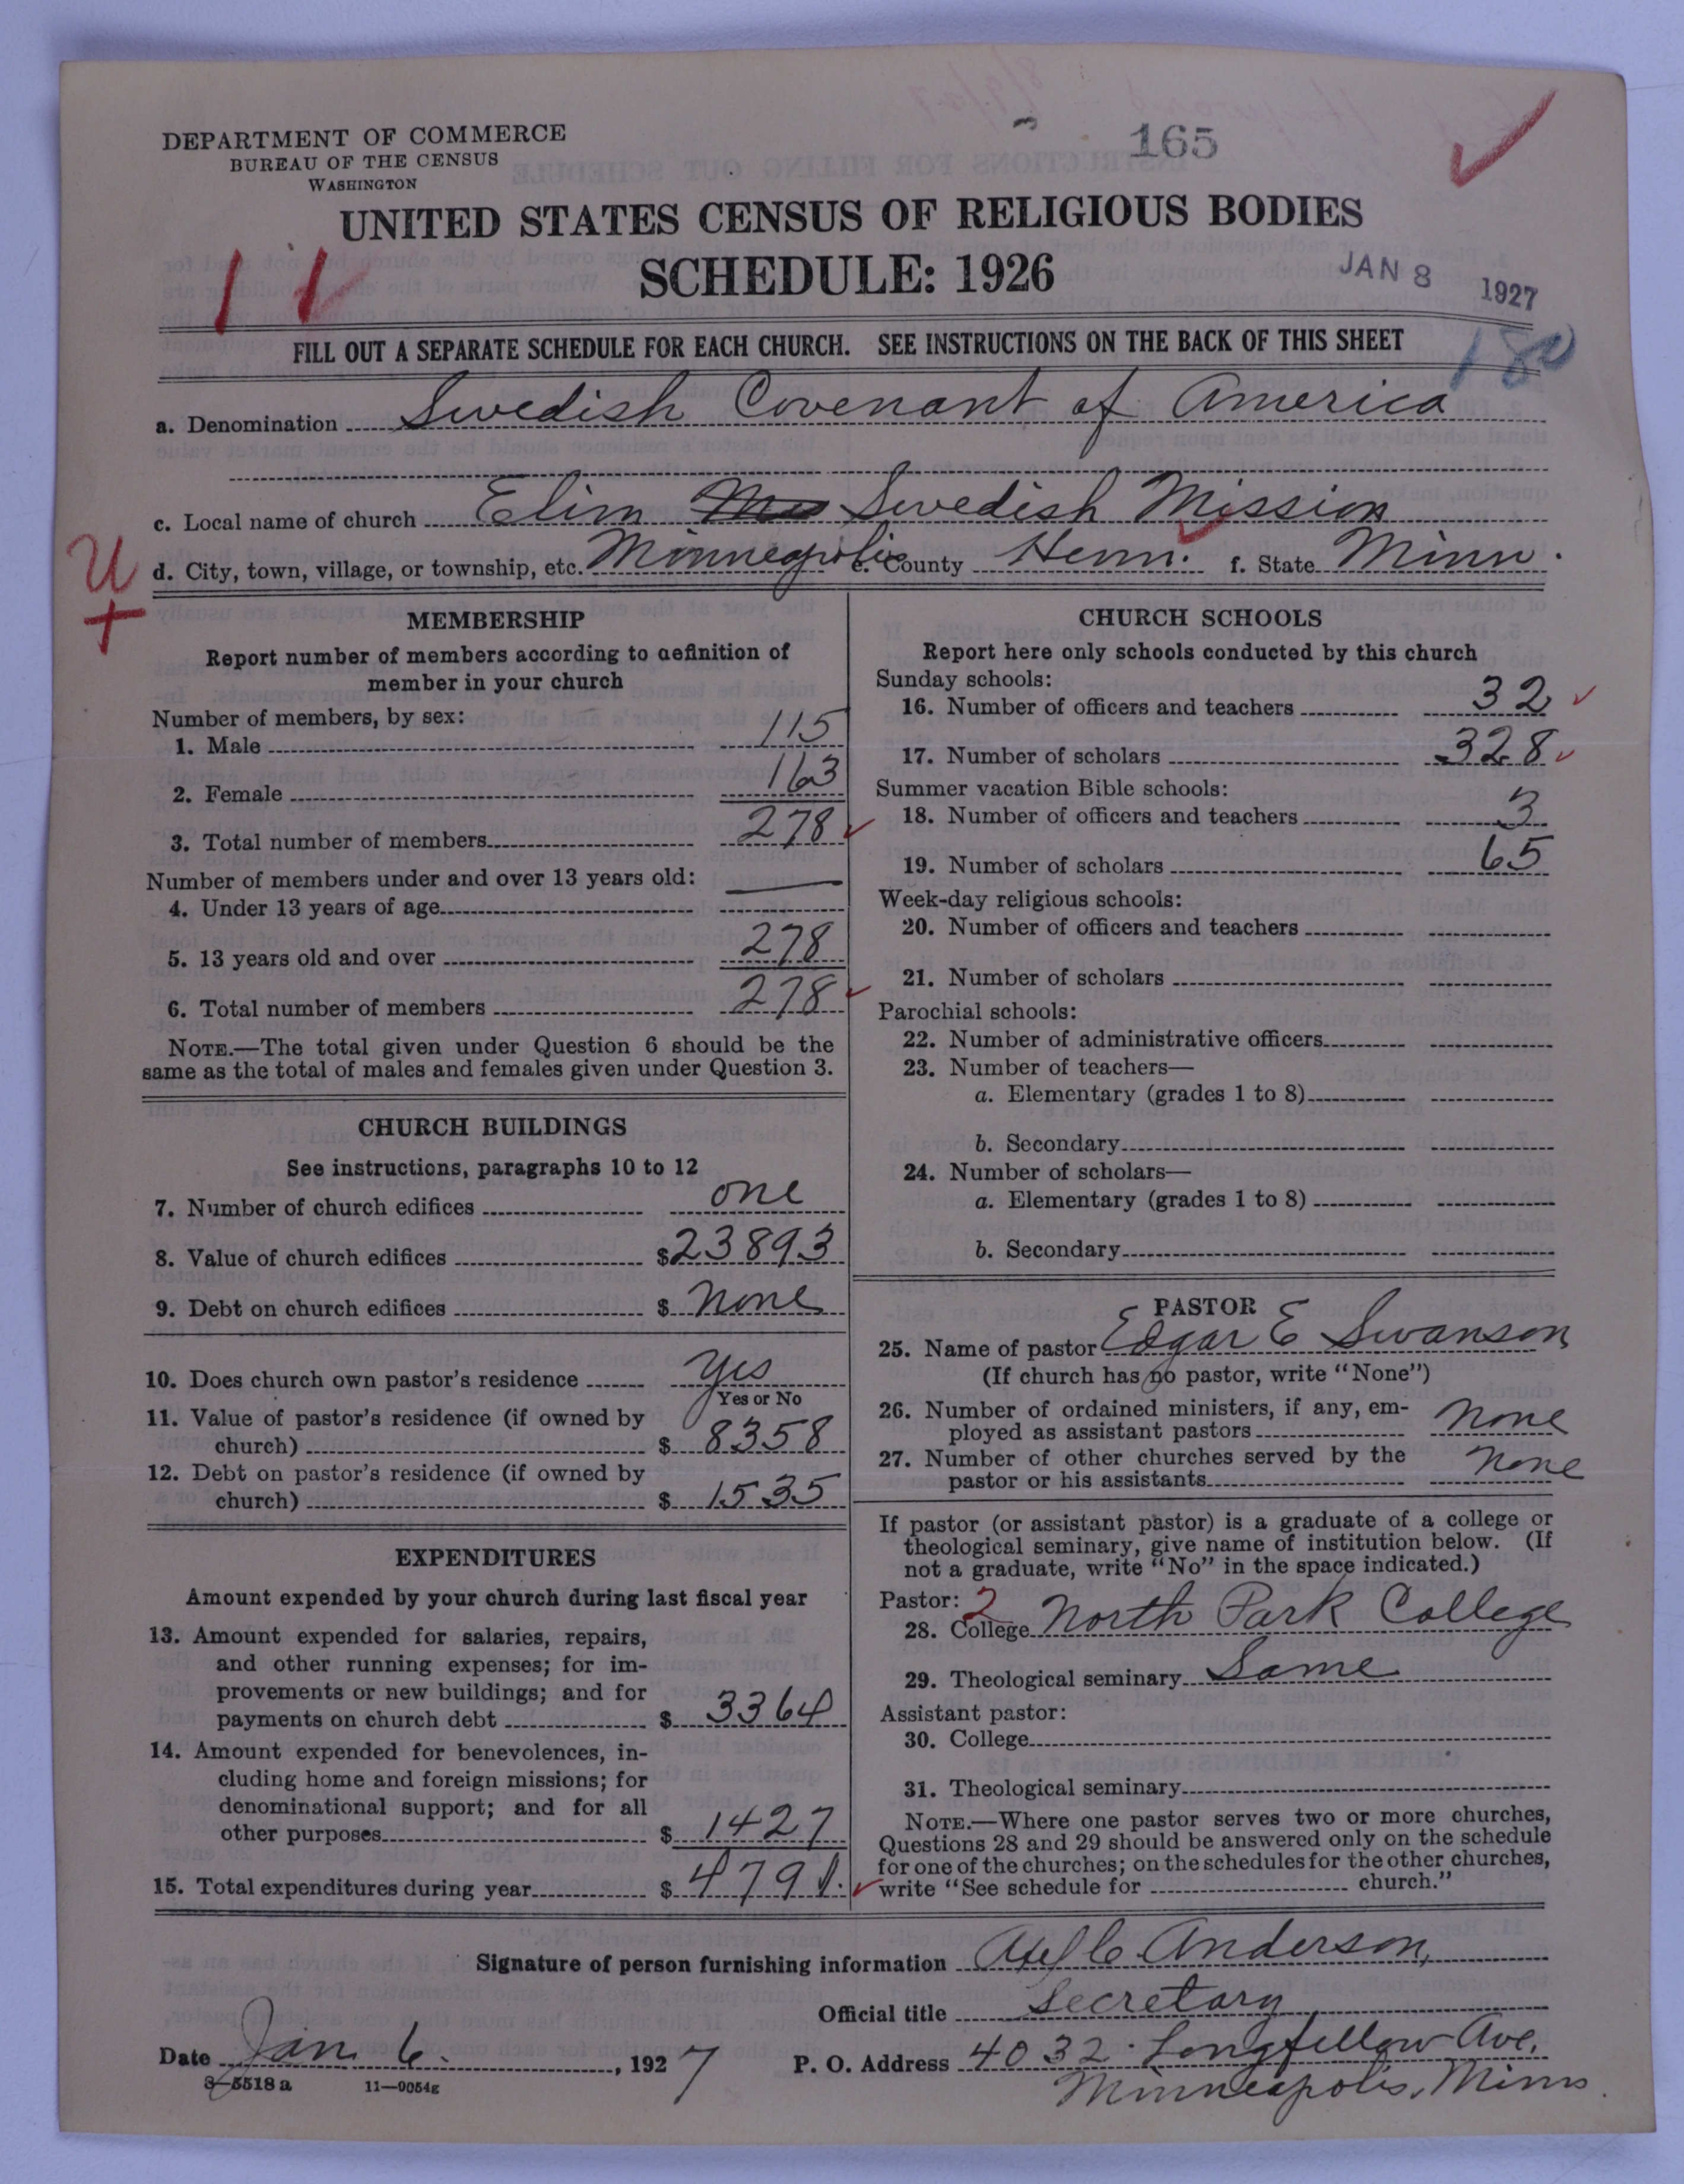 165
DEPARTMENT OF COMMERCE
BUREAU OF THE CENSUS
WASHINGTON
UNITED STATES CENSUS OF RELIGIOUS BODIES
SCHEDULE: 1926
JAN 8 1927
11
180
FILL OUT A SEPARATE SCHEDULE FOR EACH CHURCH. SEE INSTRUCTIONS ON THE BACK OF THIS SHEET
a. Denomination Swedish Covenant of America
c. Local name of church Elim Swedish Mission
d. City, town, village, or township, etc. Minneapolis e. County Henn. f. State Minn.
U
+
MEMBERSHIP
Report number of members according to definition of
member in your church
Number of members, by sex:
1. Male 115
2. Female 163
3. Total number of members 278
Number of members under and over 13 years old:
4. Under 13 years of age —
5. 13 years old and over 278
6. Total number of members 278
NOTE.—The total given under Question 6 should be the
same as the total of males and females given under Question 3.
CHURCH BUILDINGS
See instructions, paragraphs 10 to 12
7. Number of church edifices one
8. Value of church edifices $23893
9. Debt on church edifices $ none
10. Does church own pastor's residence yes
Yes or No
11. Value of pastor's residence (if owned by
church) $ 8358
12. Debt on pastor's residence (if owned by
church) $ 1535
EXPENDITURES
Amount expended by your church during last fiscal year
13. Amount expended for salaries, repairs,
and other running expenses; for im-
provements or new buildings; and for
payments on church debt $ 3364
14. Amount expended for benevolences, in-
cluding home and foreign missions; for
denominational support; and for all
other purposes $ 1427
15. Total expenditures during year $ 4791.
CHURCH SCHOOLS
Report here only schools conducted by this church
Sunday schools:
16. Number of officers and teachers 32
17. Number of scholars 328
Summer vacation Bible schools:
18. Number of officers and teachers 3
19. Number of scholars 65
Week-day religious schools:
20. Number of officers and teachers
21. Number of scholars
Parochial schools:
22. Number of administrative officers
23. Number of teachers—
a. Elementary (grades 1 to 8)
b. Secondary
24. Number of scholars—
a. Elementary (grades 1 to 8)
b. Secondary
PASTOR
25. Name of pastor Edgar E Swanson
(If church has no pastor, write "None")
26. Number of ordained ministers, if any, em-
ployed as assistant pastors none
27. Number of other churches served by the
pastor or his assistants none
If pastor (or assistant pastor) is a graduate of a college or
theological seminary, give name of institution below. (If
not a graduate, write "No" in the space indicated.)
Pastor: 2
28. College North Park College
29. Theological seminary Same
Assistant pastor:
30. College
31. Theological seminary
NOTE.—Where one pastor serves two or more churches,
Questions 28 and 29 should be answered only on the schedule
for one of the churches; on the schedules for the other churches,
write "See schedule for church."
Signature of person furnishing information Anderson,
Official title Secretary
Date Jan 6. , 1927 P. O. Address 4032 Longfellow Ave.
Minneapolis, Minn.
8—5518a 11—9054g